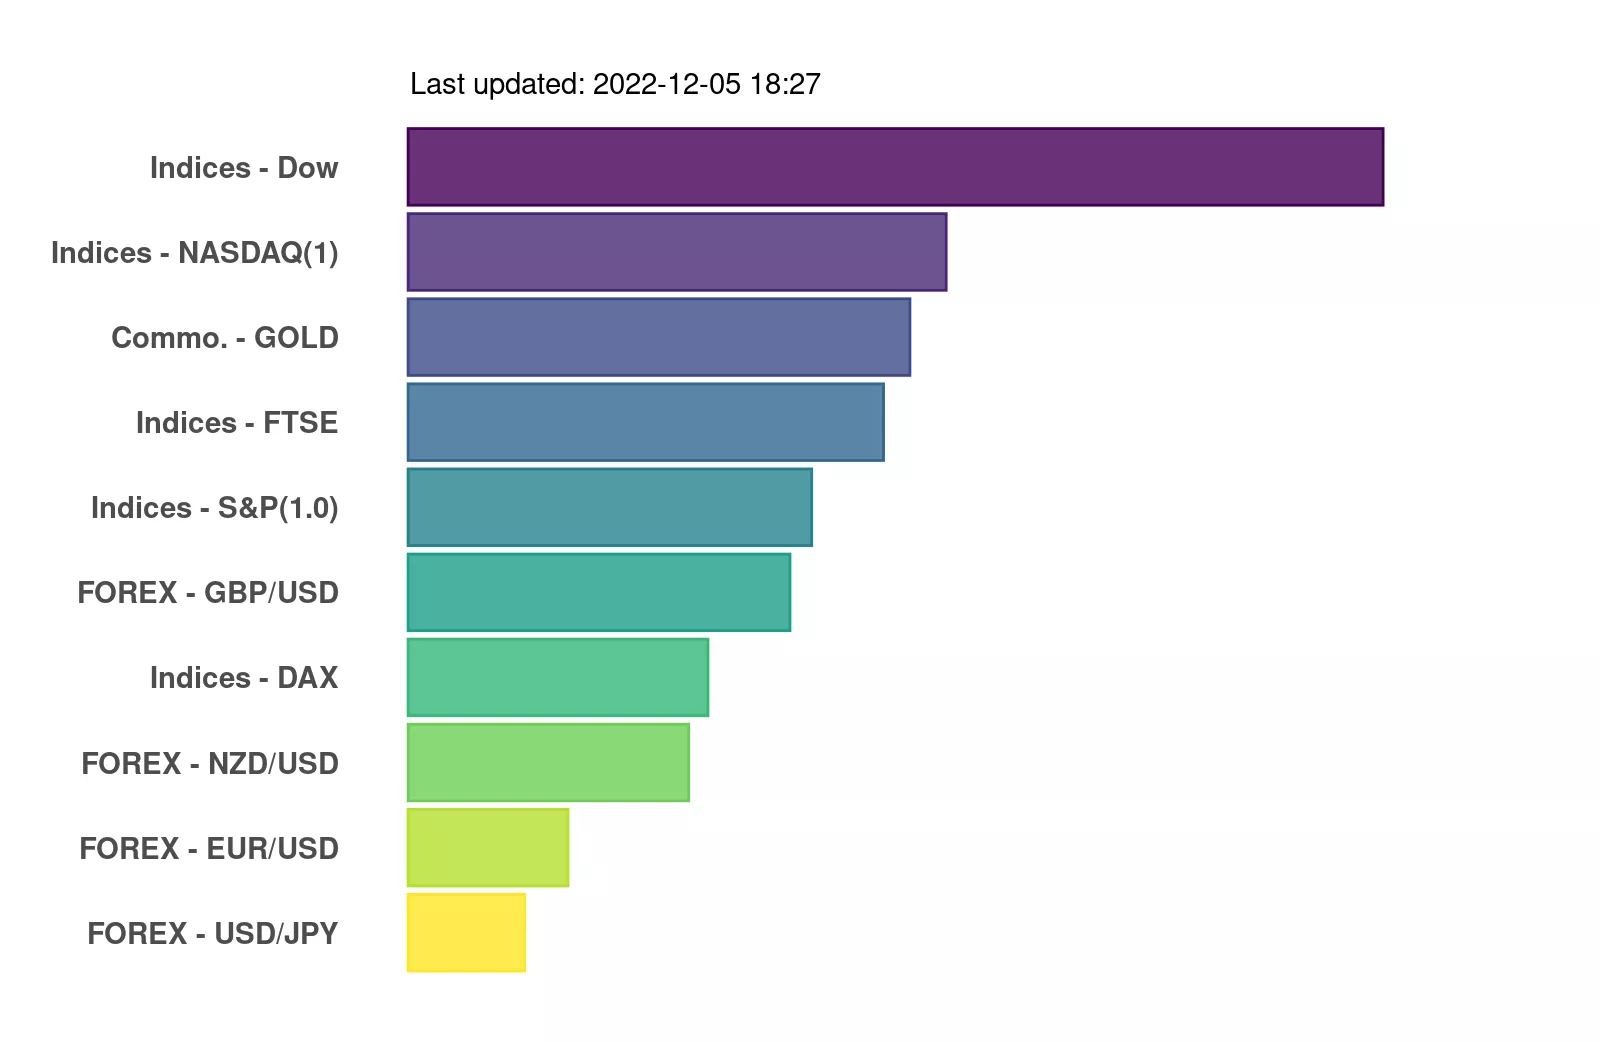 Last updated: 2022-12-05 18:27
Indices - Dow
Indices - NASDAQ(1)
Commo. - GOLD
Indices - FTSE
Indices - S&P(1.0)
FOREX - GBP/USD
Indices - DAX
FOREX - NZD/USD
FOREX - EUR/USD
FOREX - USD/JPY